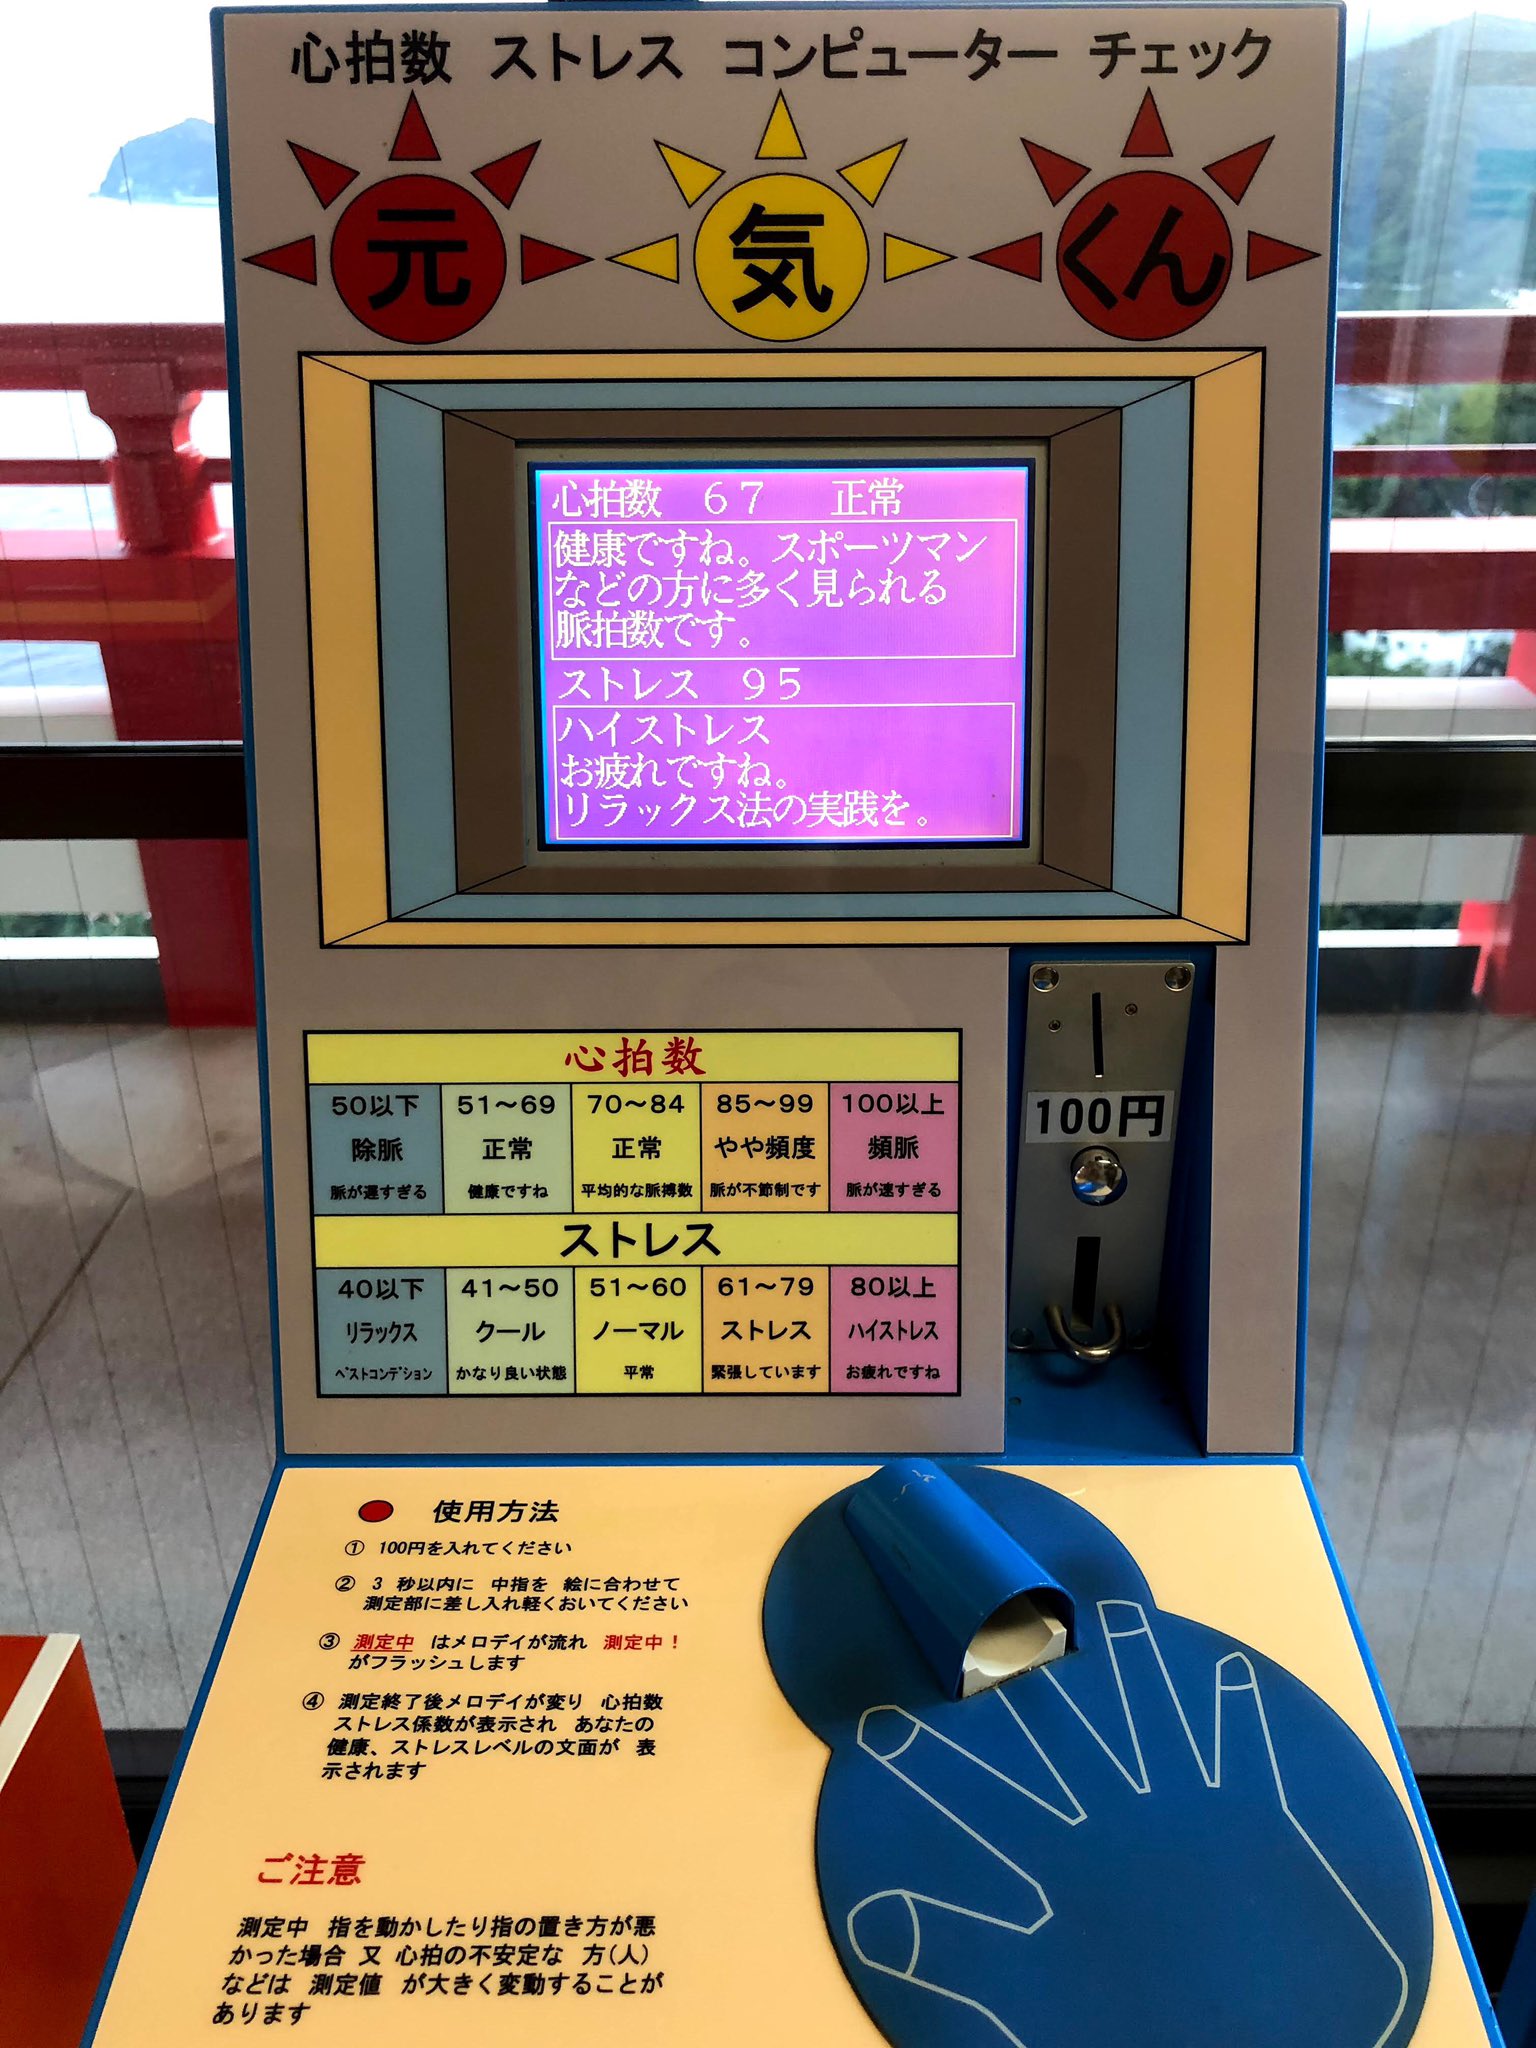 心拍数 ストレス コンピューター チェック
元 気 くん
心拍数 67 正常
健康ですね。スポーツマン
などの方に多く見られる
脈拍数です。
ストレス 95
ハイストレス
お疲れですね。
リラックス法の実践を。
100円
心拍数
50以下 51～69 70～84 85～99 100以上
除脈 正常 正常 やや頻度 頻脈
脈が遅すぎる 健康ですね 平均的な脈搏数 脈が不節制です 脈が速すぎる
ストレス
40以下 41～50 51～60 61～79 80以上
リラックス クール ノーマル ストレス ハイストレス
ベストコンデション かなり良い状態 平常 緊張しています お疲れですね
● 使用方法
① 100円を入れてください
② 3 秒以内に 中指を 絵に合わせて
測定部に差し入れ軽くおいてください
③ 測定中 はメロデイが流れ 測定中！
がフラッシュします
④ 測定終了後メロデイが変り 心拍数
ストレス係数が表示され あなたの
健康、ストレスレベルの文面が 表
示されます
ご注意
測定中 指を動かしたり指の置き方が悪
かった場合 又 心拍の不安定な 方(人)
などは 測定値 が大きく変動することが
あります